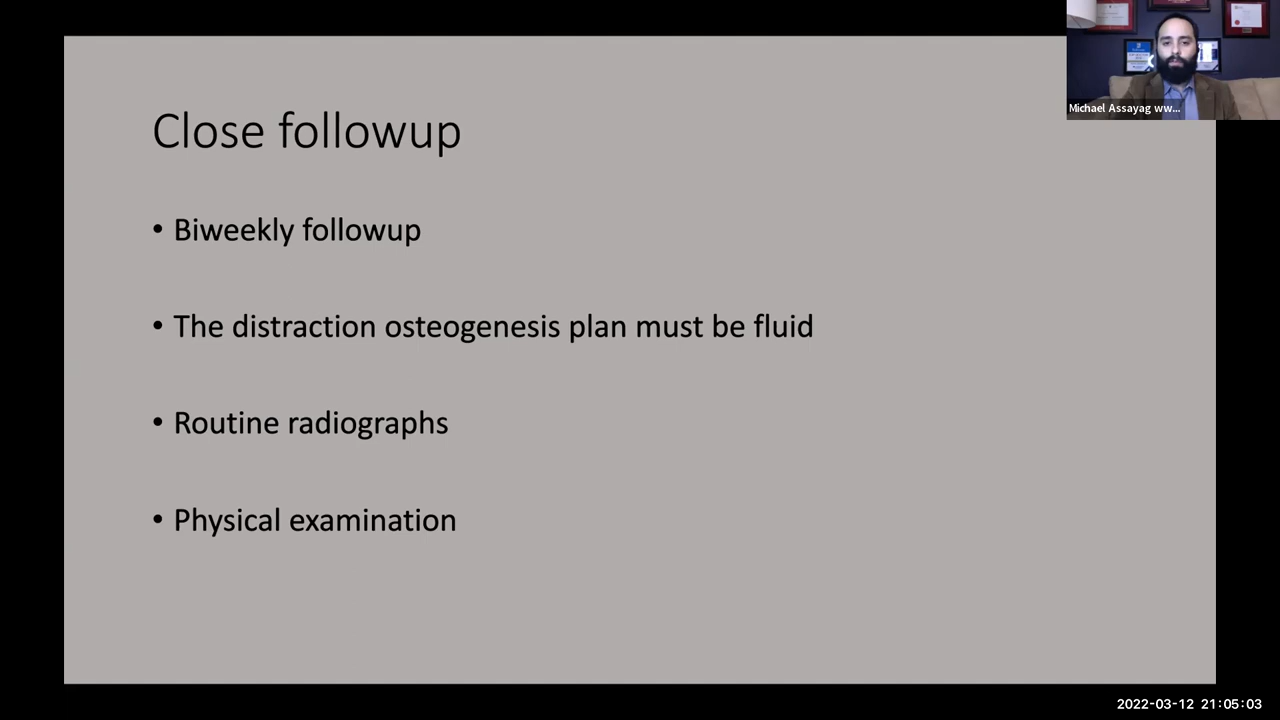 Close followup
• Biweekly followup
• The distraction osteogenesis plan must be fluid
• Routine radiographs
• Physical examination
Michael Assayag ww...
2022-03-12 21:05:03